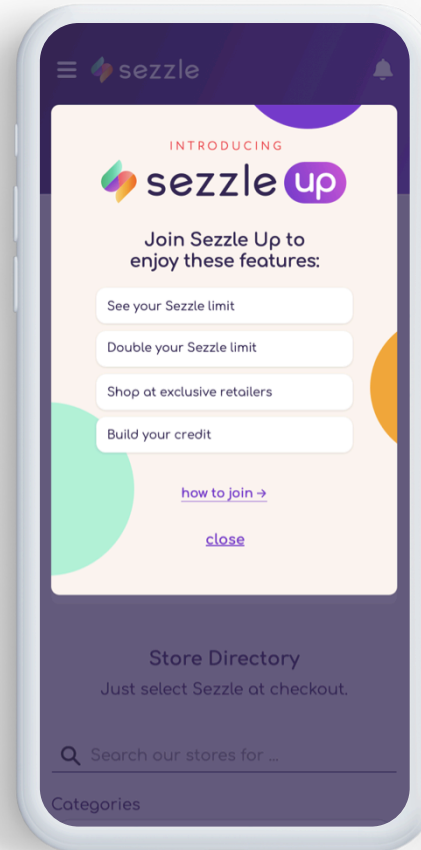 sezzle
INTRODUCING
sezzle up
Join Sezzle Up to
enjoy these features:
See your Sezzle limit
Double your Sezzle limit
Shop at exclusive retailers
Build your credit
how to join →
close
Store Directory
Just select Sezzle at checkout.
Search our stores for ...
Categories